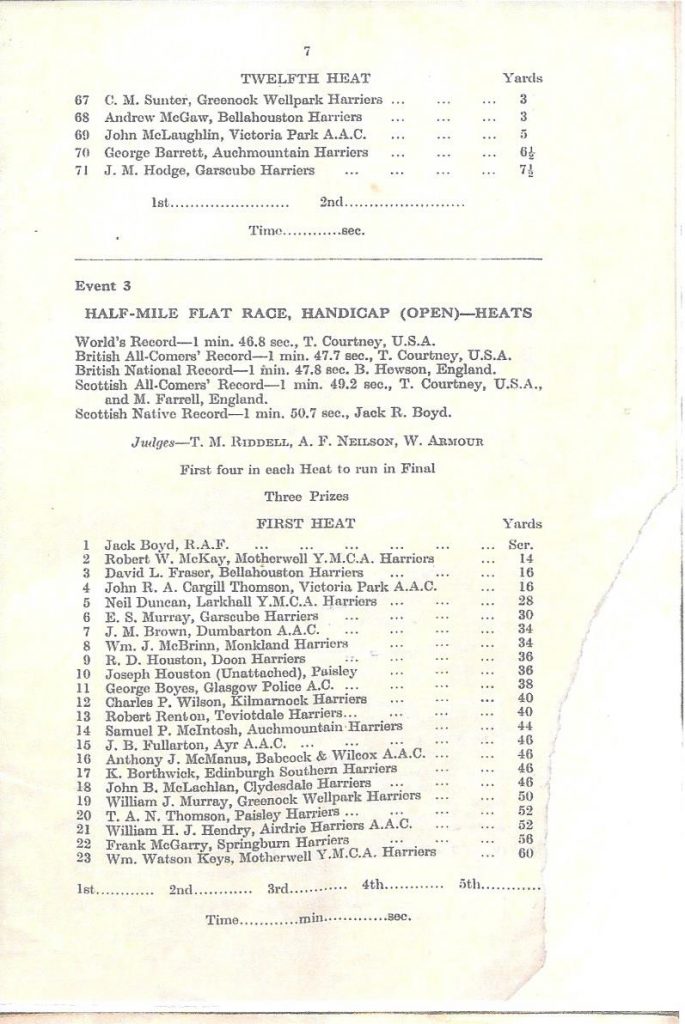 7
TWELFTH HEAT Yards
67 C. M. Sunter, Greenock Wellpark Harriers ... ... ... 3
68 Andrew McGaw, Bellahouston Harriers ... ... ... 3
69 John McLaughlin, Victoria Park A.A.C. ... ... ... 5
70 George Barrett, Auchmountain Harriers ... ... ... 6½
71 J. M. Hodge, Garscube Harriers ... ... ... ... 7½
1st........................ 2nd........................
Time............sec.
Event 3
HALF-MILE FLAT RACE, HANDICAP (OPEN)—HEATS
World's Record—1 min. 46.8 sec., T. Courtney, U.S.A.
British All-Comers' Record—1 min. 47.7 sec., T. Courtney, U.S.A.
British National Record—1 min. 47.8 sec. B. Hewson, England.
Scottish All-Comers' Record—1 min. 49.2 sec., T. Courtney, U.S.A.,
and M. Farrell, England.
Scottish Native Record—1 min. 50.7 sec., Jack R. Boyd.
Judges—T. M. RIDDELL, A. F. NEILSON, W. ARMOUR
First four in each Heat to run in Final
Three Prizes
FIRST HEAT Yards
1 Jack Boyd, R.A.F. ... ... ... ... ... Scr.
2 Robert W. McKay, Motherwell Y.M.C.A. Harriers ... 14
3 David L. Fraser, Bellahouston Harriers ... ... ... 16
4 John R. A. Cargill Thomson, Victoria Park A.A.C. ... 16
5 Neil Duncan, Larkhall Y.M.C.A. Harriers ... ... ... 28
6 E. S. Murray, Garscube Harriers ... ... ... ... 30
7 J. M. Brown, Dumbarton A.A.C. ... ... ... ... 34
8 Wm. J. McBrinn, Monkland Harriers ... ... ... 34
9 R. D. Houston, Doon Harriers ... ... ... ... 36
10 Joseph Houston (Unattached), Paisley ... ... ... 36
11 George Boyes, Glasgow Police A.C. ... ... ... ... 38
12 Charles P. Wilson, Kilmarnock Harriers ... ... ... 40
13 Robert Renton, Teviotdale Harriers... ... ... ... 40
14 Samuel P. McIntosh, Auchmountain Harriers ... ... 44
15 J. B. Fullarton, Ayr A.A.C. ... ... ... ... ... 46
16 Anthony J. McManus, Babcock & Wilcox A.A.C. ... ... 46
17 K. Borthwick, Edinburgh Southern Harriers ... ... 46
18 John B. McLachlan, Clydesdale Harriers ... ... ... 46
19 William J. Murray, Greenock Wellpark Harriers ... ... 50
20 T. A. N. Thomson, Paisley Harriers ... ... ... ... 52
21 William H. J. Hendry, Airdrie Harriers A.A.C. ... ... 52
22 Frank McGarry, Springburn Harriers ... ... ... 56
23 Wm. Watson Keys, Motherwell Y.M.C.A. Harriers ... 60
1st............ 2nd............ 3rd............ 4th............ 5th............
Time............min.............sec.